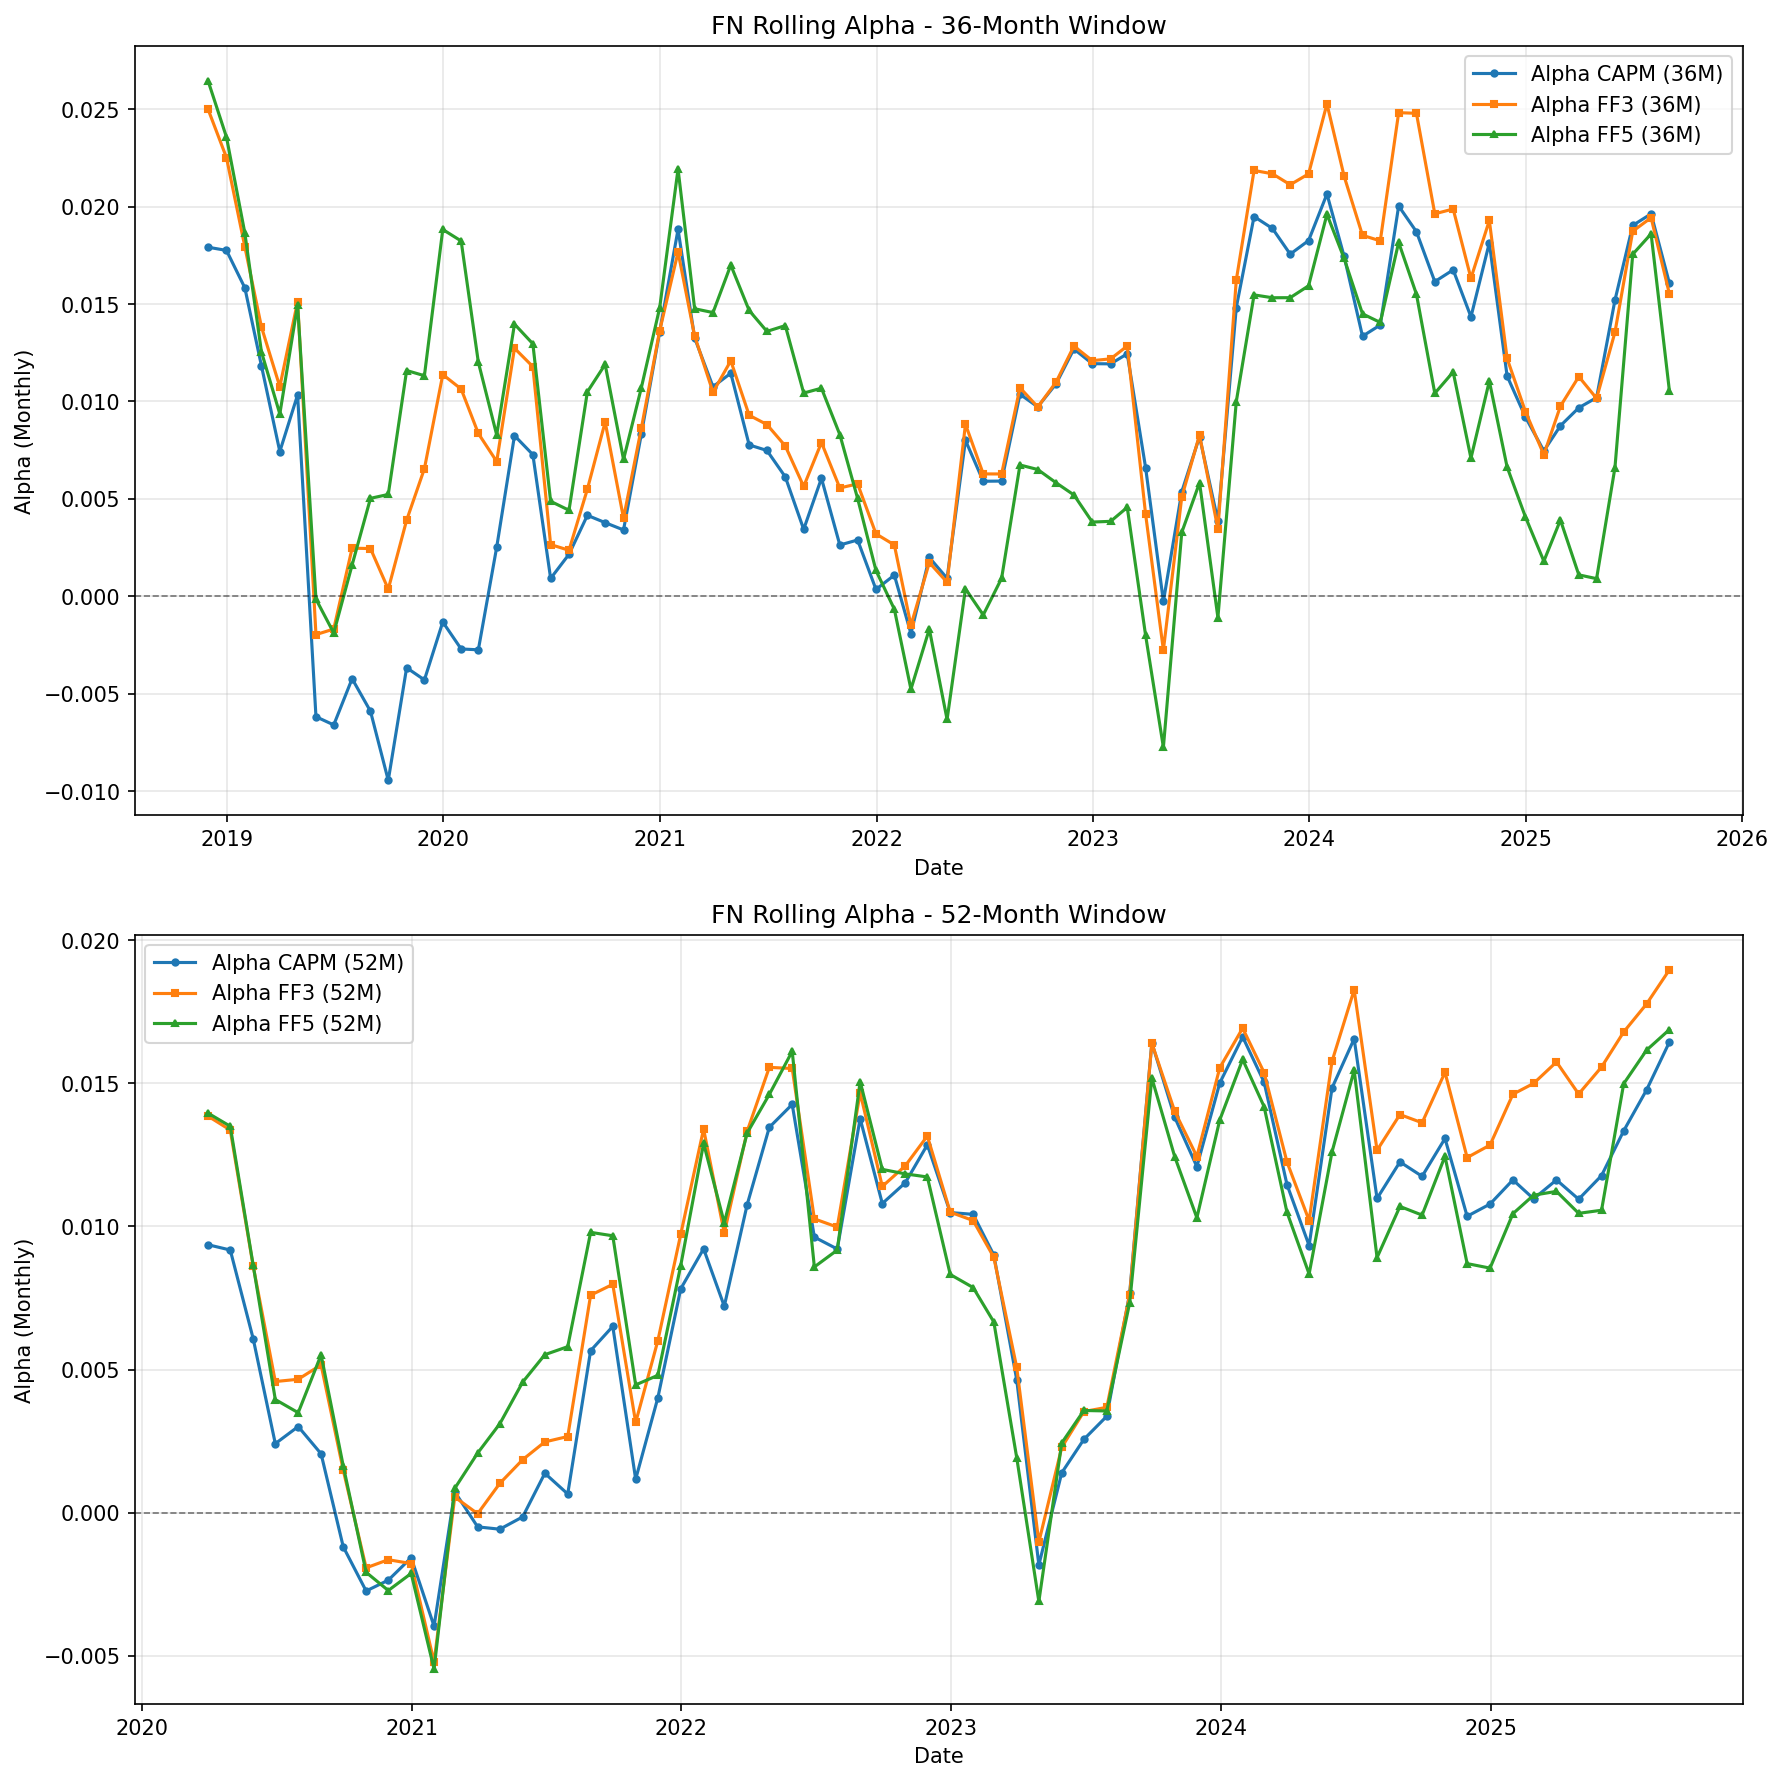 FN Rolling Alpha - 36-Month Window
Alpha CAPM (36M)
Alpha FF3 (36M)
Alpha FF5 (36M)
0.025
0.020
0.015
0.010
0.005
0.000
−0.005
−0.010
Alpha (Monthly)
2019 2020 2021 2022 2023 2024 2025 2026
Date
FN Rolling Alpha - 52-Month Window
Alpha CAPM (52M)
Alpha FF3 (52M)
Alpha FF5 (52M)
0.020
0.015
0.010
0.005
0.000
−0.005
Alpha (Monthly)
2020 2021 2022 2023 2024 2025
Date